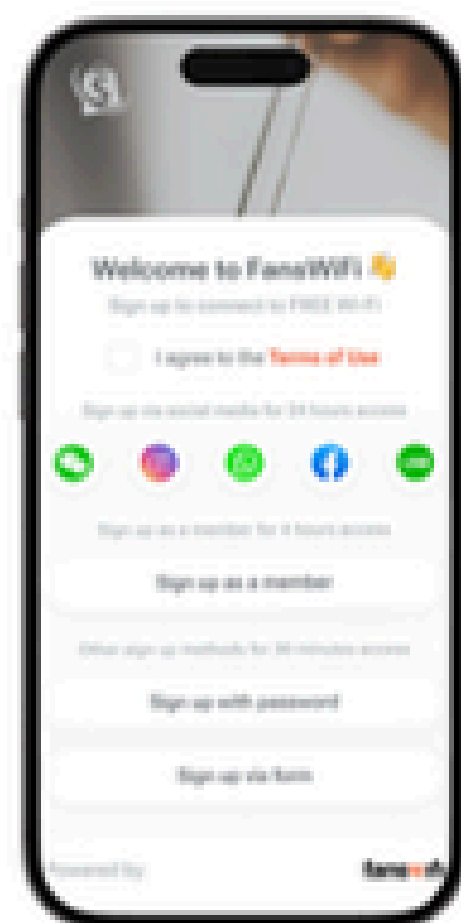 Welcome to FansWiFi 👋
Sign up to connect to FREE Wi-Fi
I agree to the Terms of Use
Sign up via social media for 24 hours access
Sign up as a member for 4 hours access
Sign up as a member
Other sign up methods for 30 minutes access
Sign up with password
Sign up via form
Powered by
fanswifi